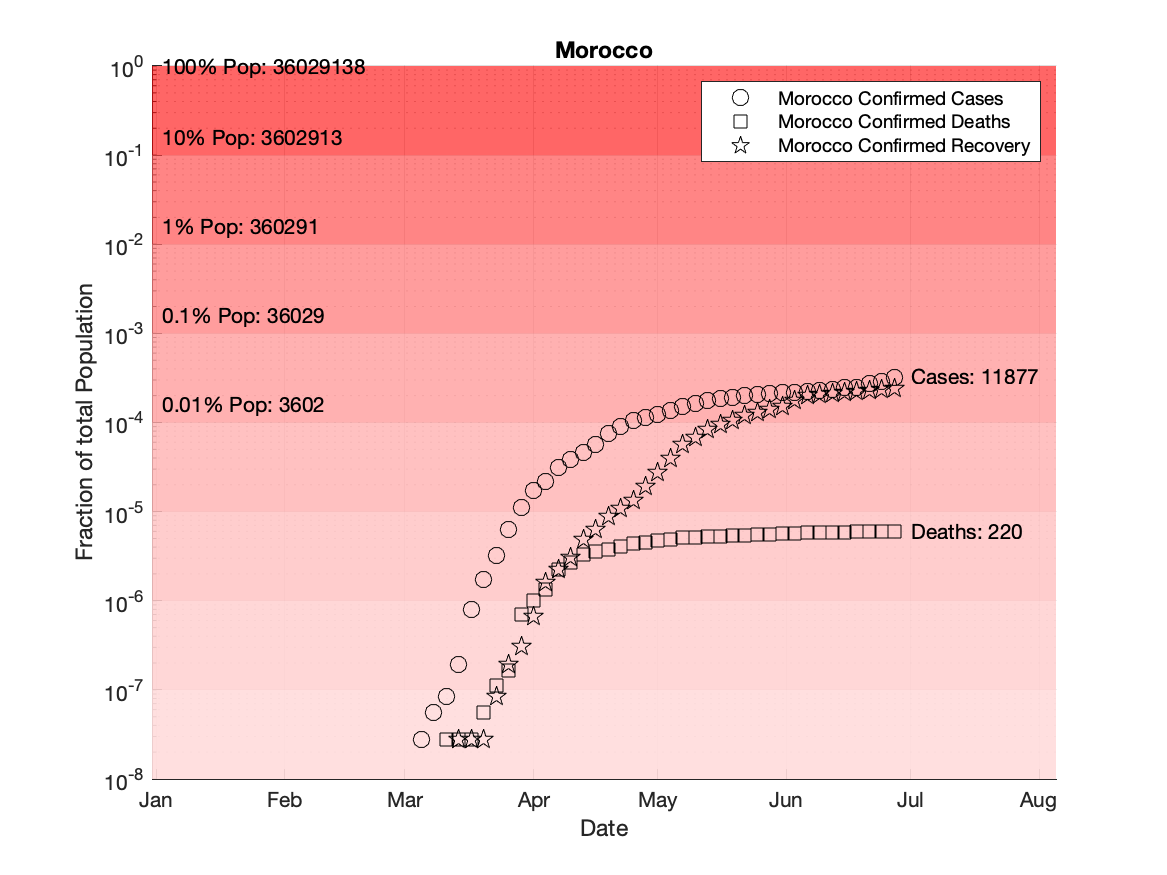 Morocco
10^0
100% Pop: 36029138
Morocco Confirmed Cases
Morocco Confirmed Deaths
Morocco Confirmed Recovery
10% Pop: 3602913
10^-1
1% Pop: 360291
10^-2
0.1% Pop: 36029
10^-3
Cases: 11877
0.01% Pop: 3602
10^-4
10^-5
Deaths: 220
10^-6
10^-7
10^-8
Fraction of total Population
Jan Feb Mar Apr May Jun Jul Aug
Date